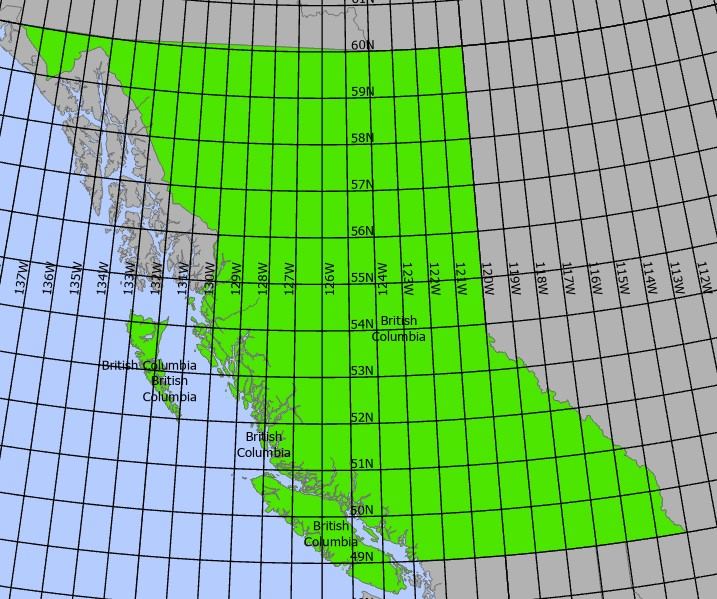 61N
60N
59N
58N
57N
56N
55N
137W 136W 135W 134W 133W 132W 131W 130W 129W 128W 127W 126W 124W 123W 122W 121W 120W 119W 118W 117W 116W 115W 114W 113W 112W
54N
British
Columbia
British Columbia
53N
British
Columbia
52N
British
Columbia
51N
50N
British
Columbia
49N